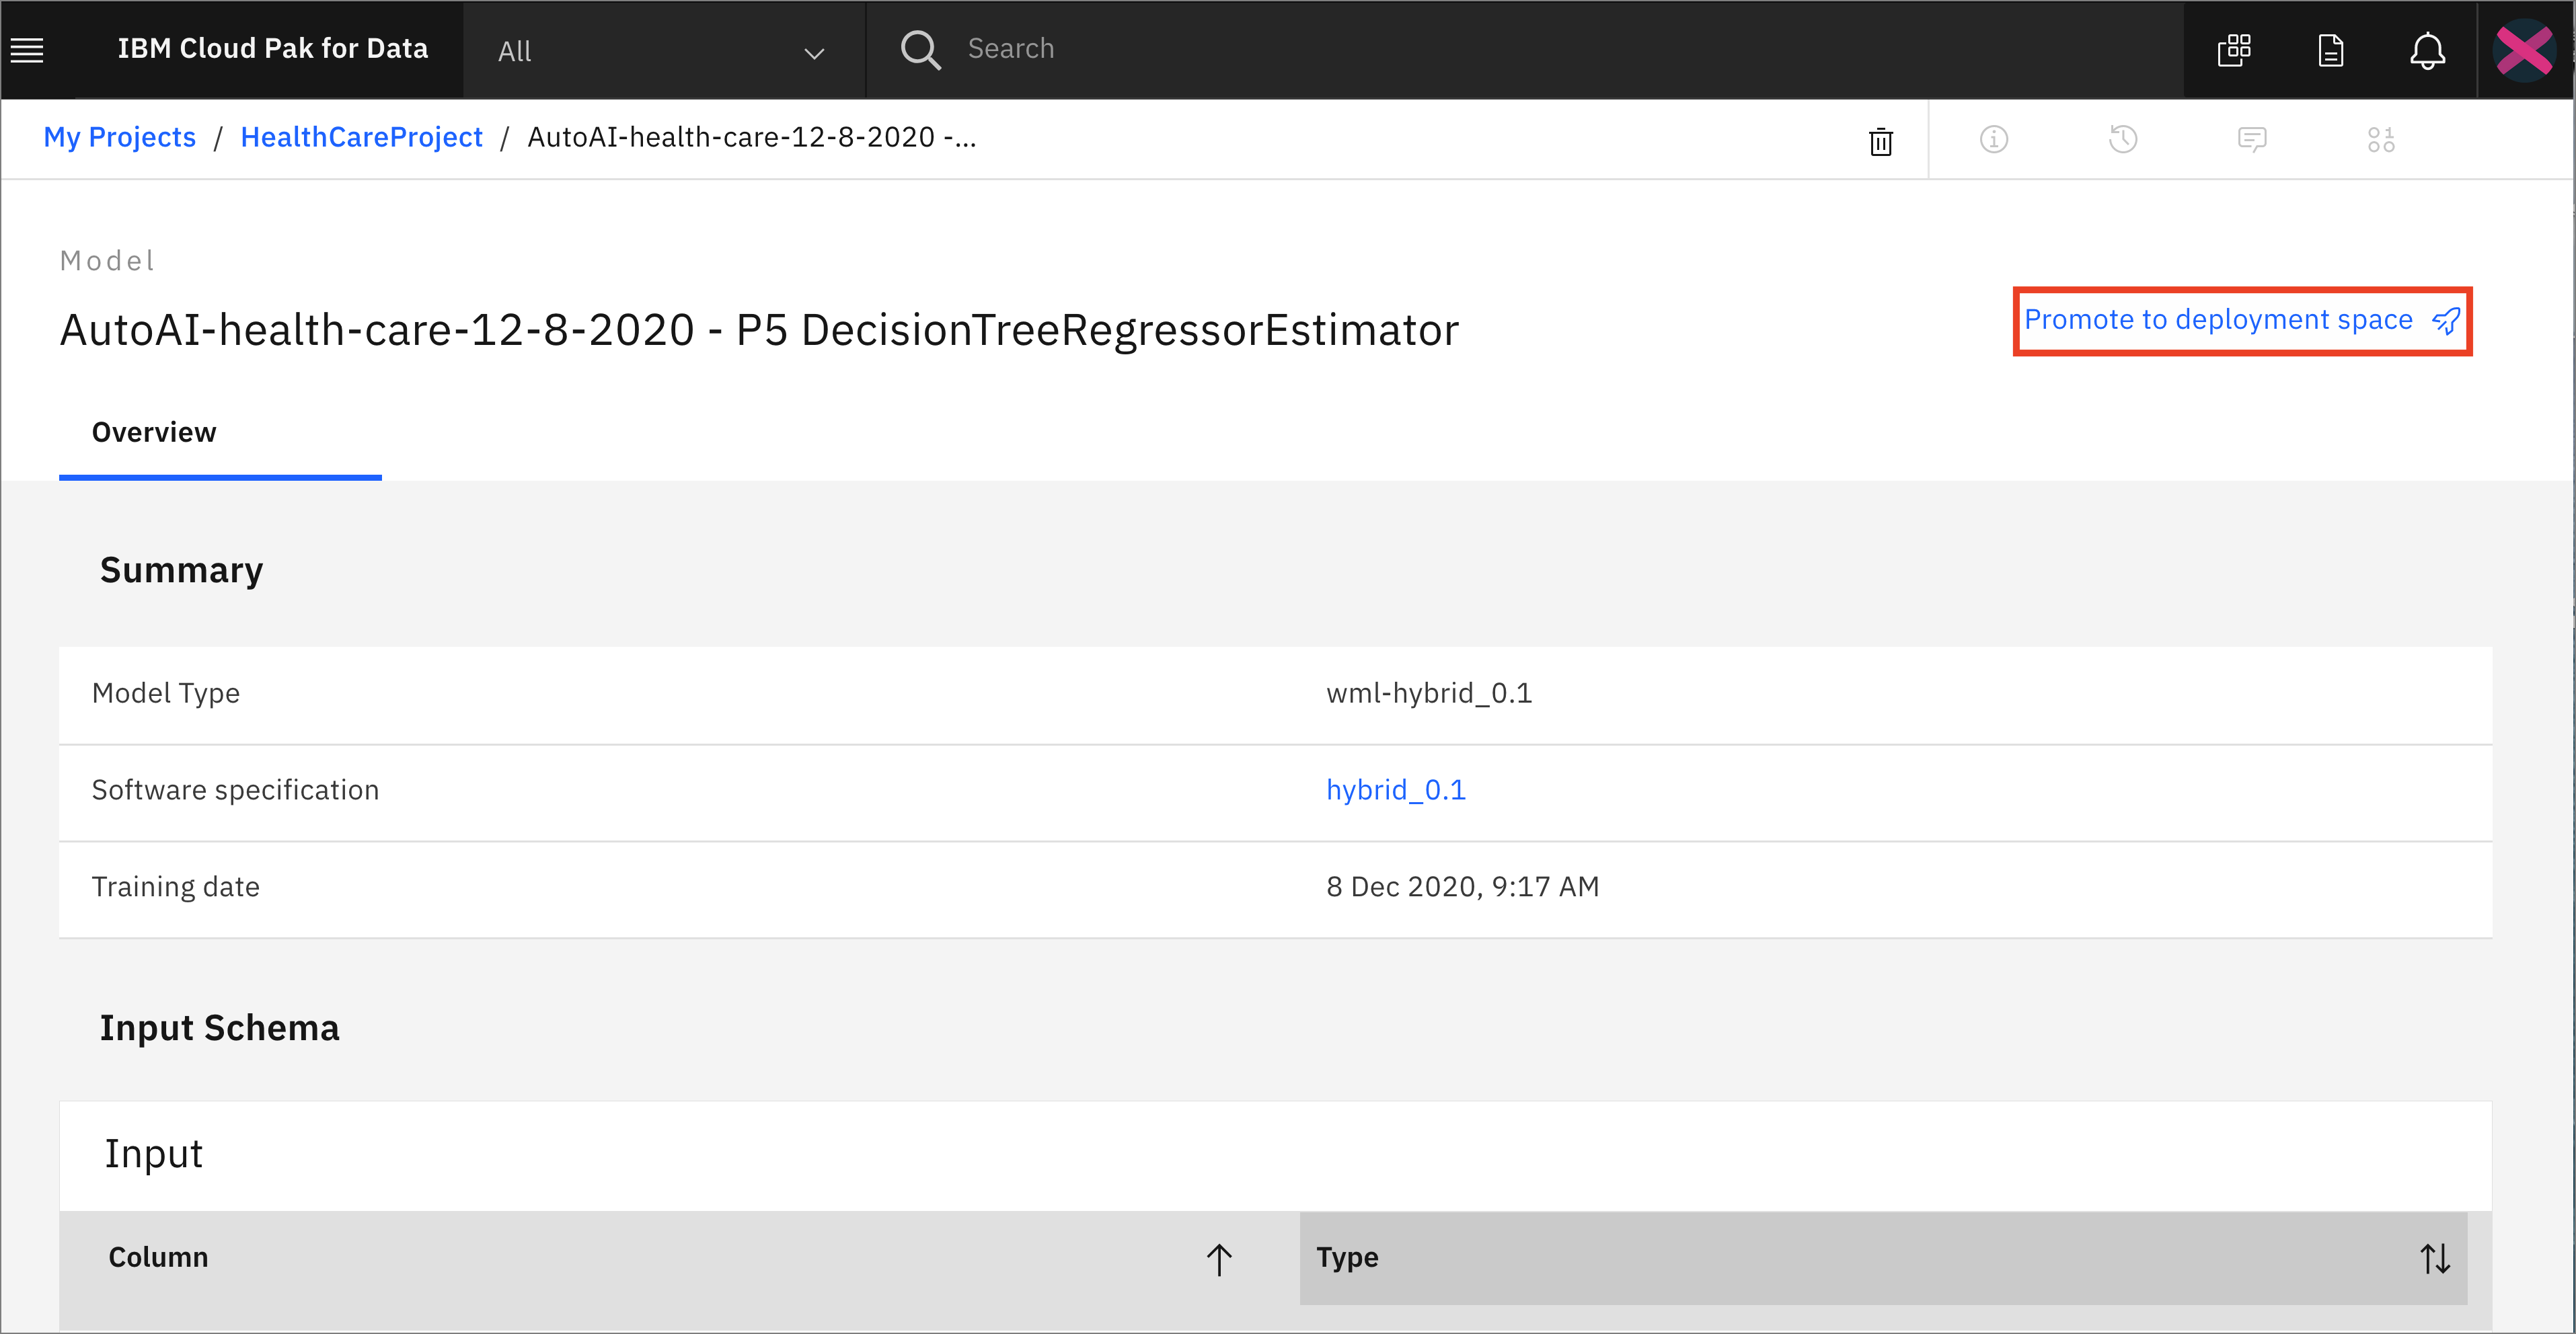 IBM Cloud Pak for Data All Search
My Projects / HealthCareProject / AutoAI-health-care-12-8-2020 -...
Model
AutoAI-health-care-12-8-2020 - P5 DecisionTreeRegressorEstimator
Promote to deployment space
Overview
Summary
Model Type wml-hybrid_0.1
Software specification hybrid_0.1
Training date 8 Dec 2020, 9:17 AM
Input Schema
Input
Column Type